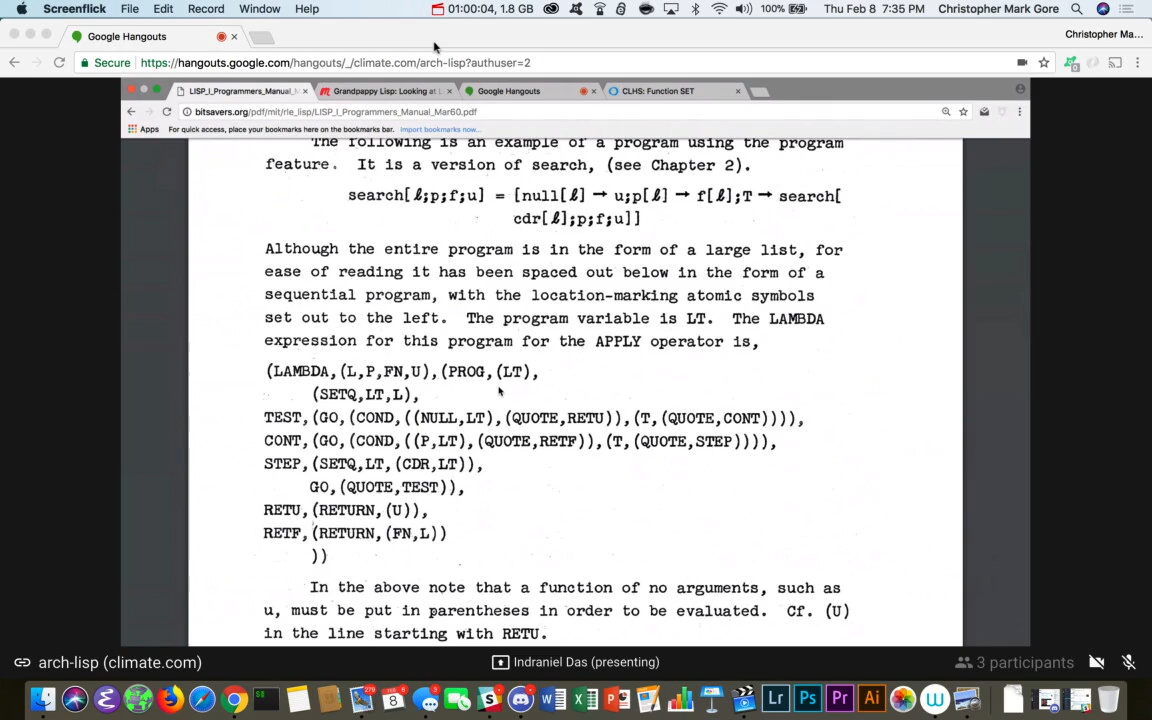 Screenflick File Edit Record Window Help 01:00:04, 1.8 GB 100% Thu Feb 8 7:35 PM Christopher Mark Gore
Google Hangouts Christopher Ma...
Secure https://hangouts.google.com/hangouts/_/climate.com/arch-lisp?authuser=2
LISP_I_Programmers_Manual_ Grandpappy Lisp: Looking at L Google Hangouts CLHS: Function SET
bitsavers.org/pdf/mit/rle_lisp/LISP_I_Programmers_Manual_Mar60.pdf
Apps For quick access, place your bookmarks here on the bookmarks bar. Import bookmarks now...
The following is an example of a program using the program
feature. It is a version of search, (see Chapter 2).
search[ℓ;p;f;u] = [null[ℓ] → u;p[ℓ] → f[ℓ];T → search[
cdr[ℓ];p;f;u]]
Although the entire program is in the form of a large list, for
ease of reading it has been spaced out below in the form of a
sequential program, with the location-marking atomic symbols
set out to the left. The program variable is LT. The LAMBDA
expression for this program for the APPLY operator is,
(LAMBDA,(L,P,FN,U),(PROG,(LT),
(SETQ,LT,L),
TEST,(GO,(COND,((NULL,LT),(QUOTE,RETU)),(T,(QUOTE,CONT)))),
CONT,(GO,(COND,((P,LT),(QUOTE,RETF)),(T,(QUOTE,STEP)))),
STEP,(SETQ,LT,(CDR,LT)),
GO,(QUOTE,TEST)),
RETU,(RETURN,(U)),
RETF,(RETURN,(FN,L))
))
In the above note that a function of no arguments, such as
u, must be put in parentheses in order to be evaluated. Cf. (U)
in the line starting with RETU.
arch-lisp (climate.com) Indraniel Das (presenting) 3 participants
279 FEB 8 3 W X P Lr Ps Pr Ai W